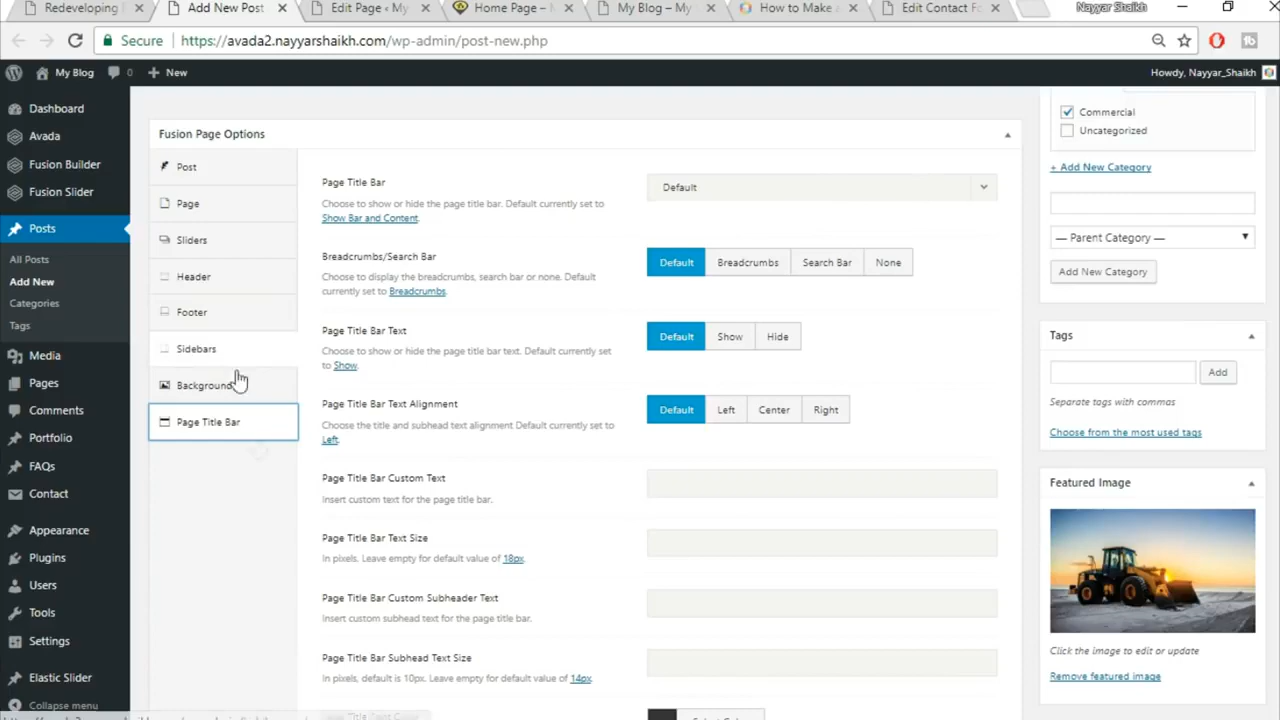 Redeveloping
Add New Post
Edit Page ‹ My
Home Page –
My Blog –
How to Make
Edit Contact Fo
Nayyar Shaikh
Secure
https://avada2.nayyarshaikh.com/wp-admin/post-new.php
My Blog
0
New
Howdy, Nayyar_Shaikh
Dashboard
Avada
Fusion Builder
Fusion Slider
Posts
All Posts
Add New
Categories
Tags
Media
Pages
Comments
Portfolio
FAQs
Contact
Appearance
Plugins
Users
Tools
Settings
Elastic Slider
Collapse menu
Fusion Page Options
Post
Page
Sliders
Header
Footer
Sidebars
Background
Page Title Bar
Page Title Bar
Choose to show or hide the page title bar. Default currently set to
Show Bar and Content.
Default
Breadcrumbs/Search Bar
Choose to display the breadcrumbs, search bar or none. Default
currently set to Breadcrumbs.
Default Breadcrumbs Search Bar None
Page Title Bar Text
Choose to show or hide the page title bar text. Default currently set
to Show.
Default Show Hide
Page Title Bar Text Alignment
Choose the title and subhead text alignment Default currently set to
Left.
Default Left Center Right
Page Title Bar Custom Text
Insert custom text for the page title bar.
Page Title Bar Text Size
In pixels. Leave empty for default value of 18px.
Page Title Bar Custom Subheader Text
Insert custom subhead text for the page title bar.
Page Title Bar Subhead Text Size
In pixels, default is 10px. Leave empty for default value of 14px.
Commercial
Uncategorized
+ Add New Category
— Parent Category —
Add New Category
Tags
Add
Separate tags with commas
Choose from the most used tags
Featured Image
Click the image to edit or update
Remove featured image